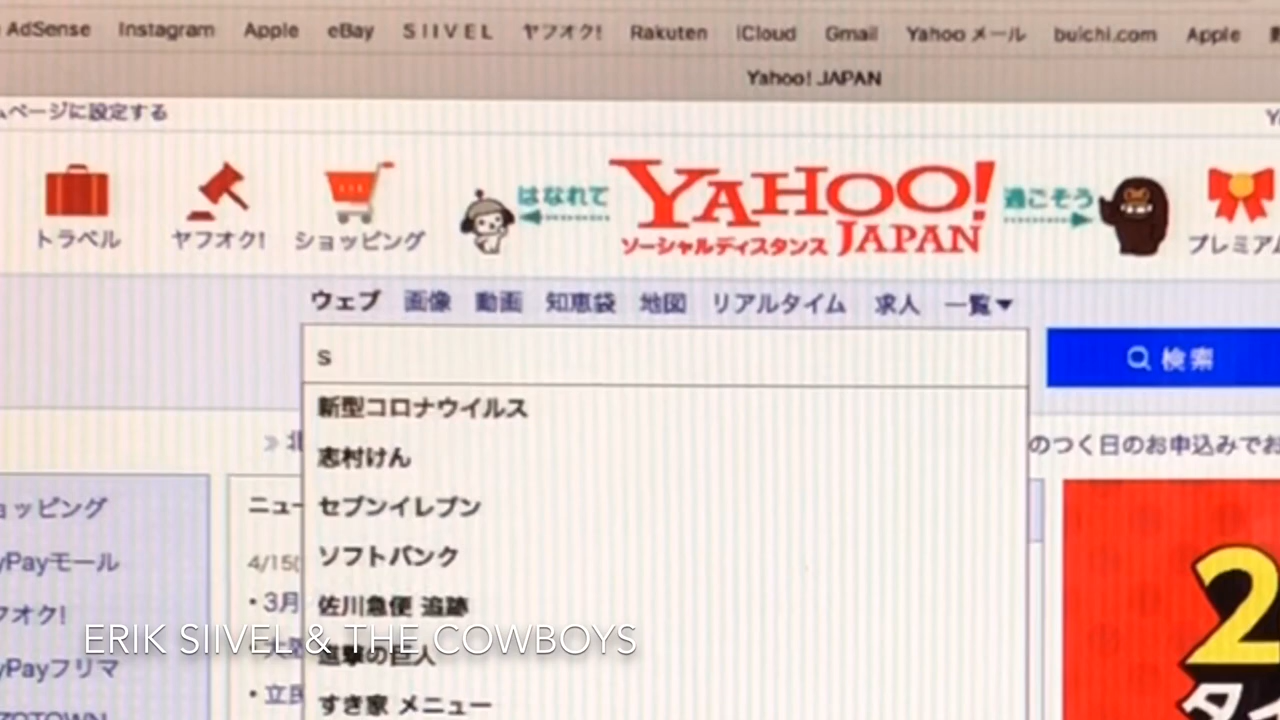 AdSense Instagram Apple eBay SIIVEL ヤフオク! Rakuten iCloud Gmail Yahoo メール buichi.com Apple
Yahoo! JAPAN
ページに設定する
はなれて YAHOO! 過ごそう
ソーシャルディスタンス JAPAN
トラベル ヤフオク! ショッピング プレミア
ウェブ 画像 動画 知恵袋 地図 リアルタイム 求人 一覧▼
s
検索
新型コロナウイルス
のつく日のお申込みでお
志村けん
ョッピング
ニュー
セブンイレブン
yPayモール
4/15(
ソフトバンク
フオク!
・3月
佐川急便 追跡
ERIK SIIVEL & THE COWBOYS
進撃の巨人
yPayフリマ
・立民
すき家 メニュー
ZOTOWN
2
タイ